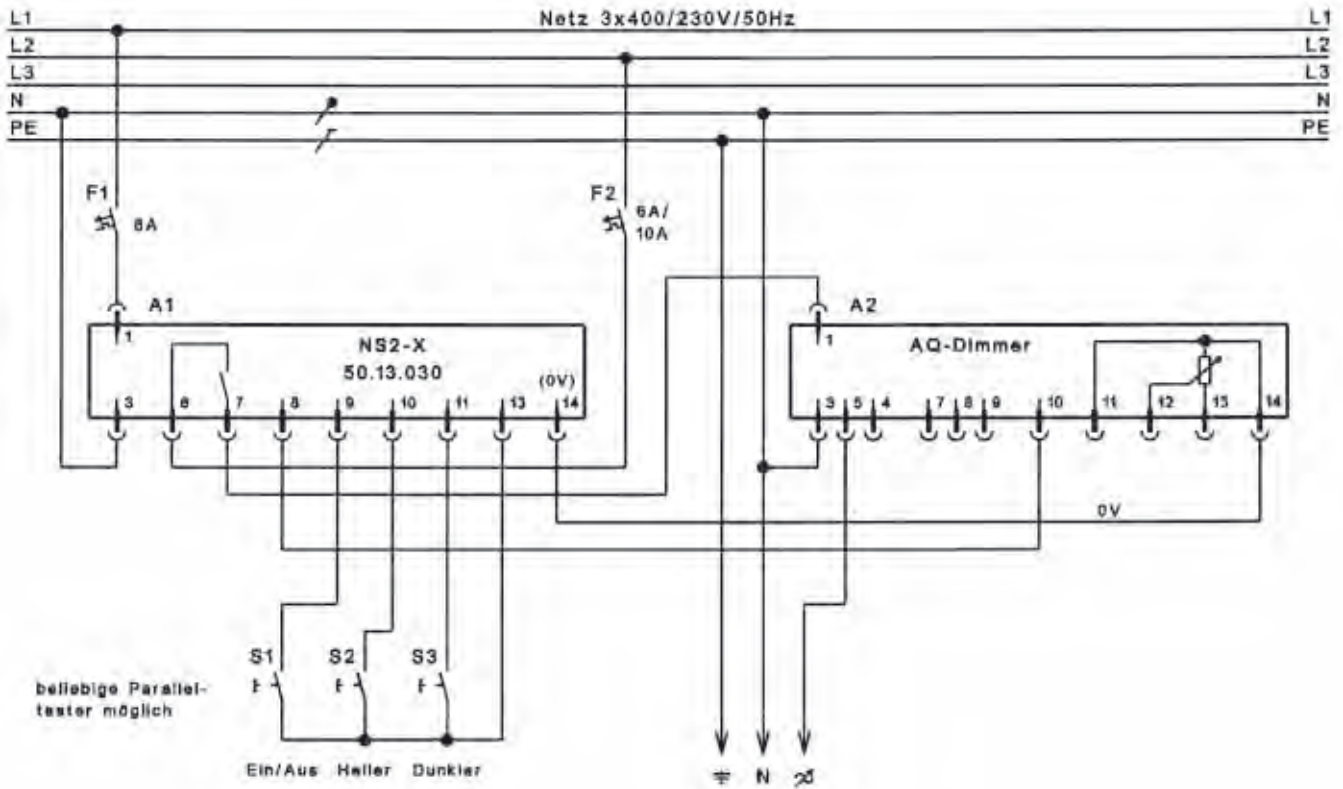 L1 Netz 3x400/230V/50Hz L1
L2 L2
L3 L3
N N
PE PE
F1 6A
F2 6A/
10A
A1
A2
1 NS2-X
50.13.030
(0V)
3 6 7 8 9 10 11 13 14
1 AQ-Dimmer
3 5 4 7 8 9 10 11 12 13 14
0V
S1 S2 S3
beliebige Parallel-
taster möglich
Ein/Aus Heller Dunkler
N